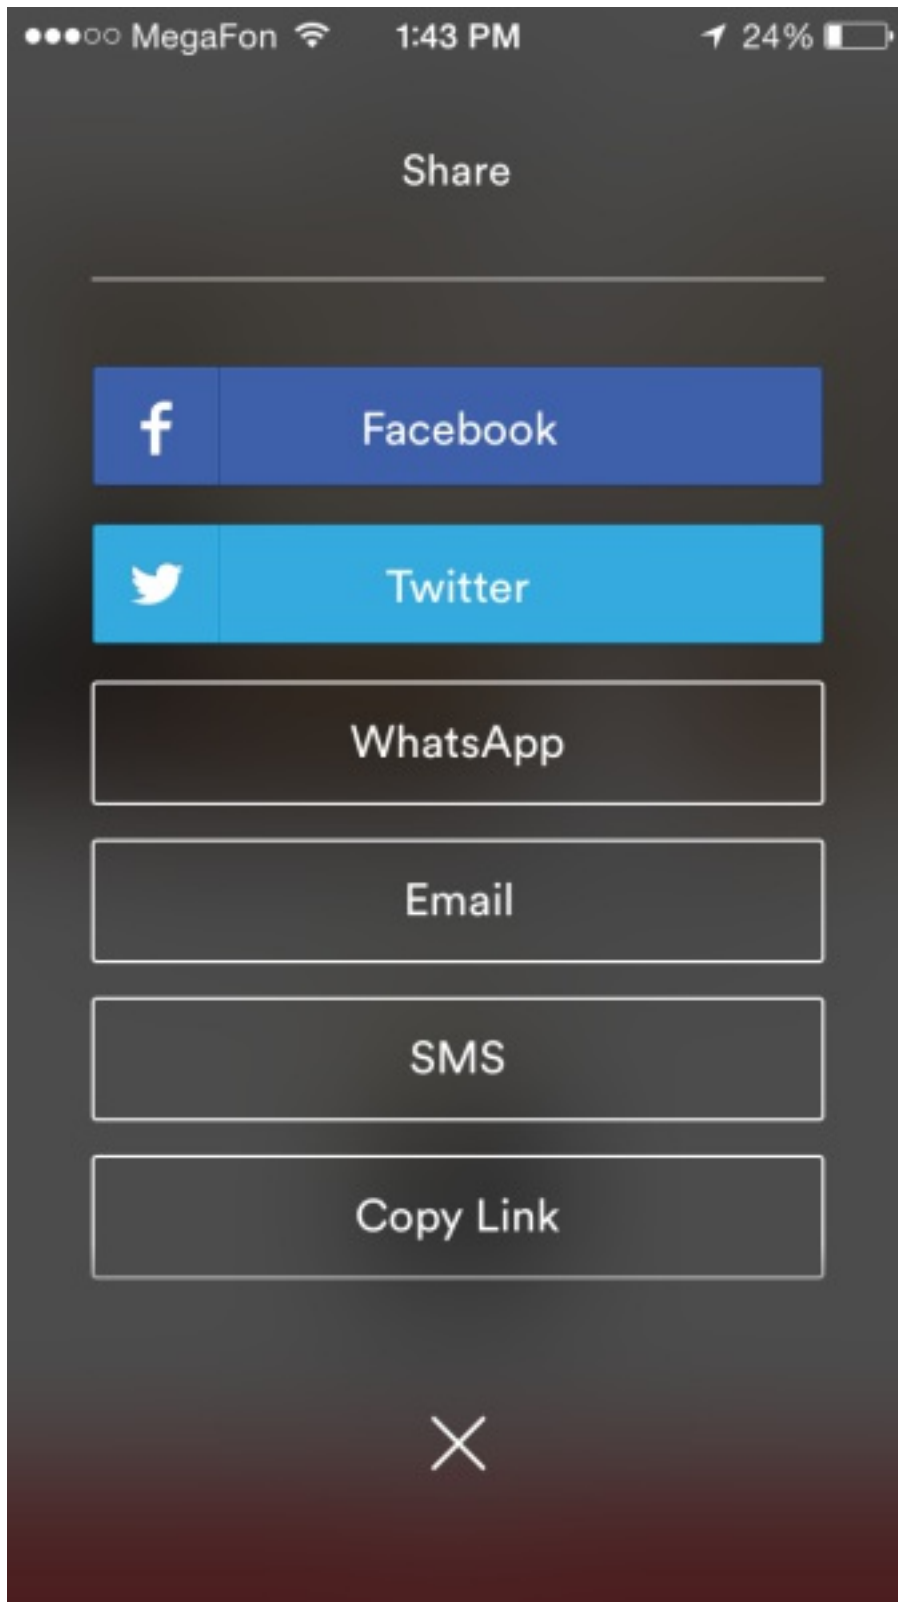 MegaFon 1:43 PM 24%
Share
Facebook
Twitter
WhatsApp
Email
SMS
Copy Link